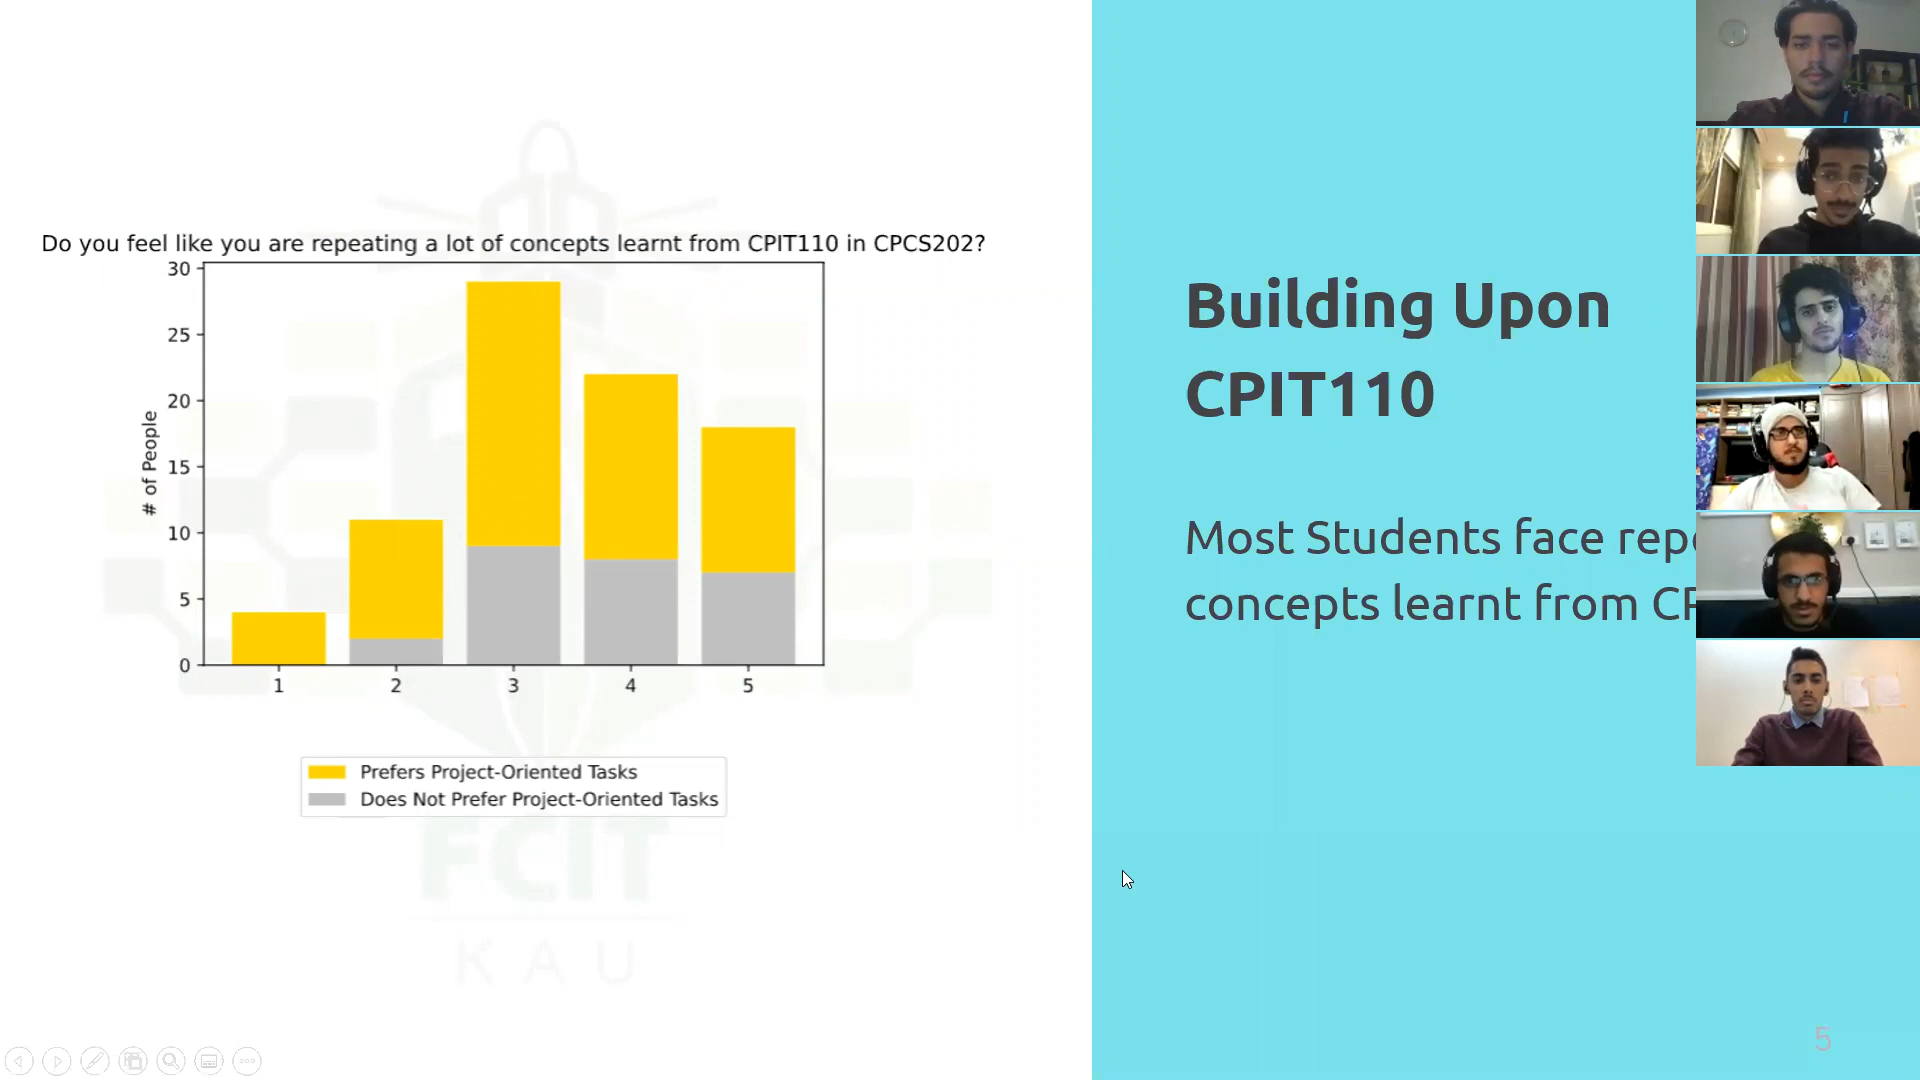 Do you feel like you are repeating a lot of concepts learnt from CPIT110 in CPCS202?
# of People
30
25
20
15
10
5
0
1 2 3 4 5
Prefers Project-Oriented Tasks
Does Not Prefer Project-Oriented Tasks
FCIT
KAU
Building Upon
CPIT110
Most Students face
concepts learnt from
5